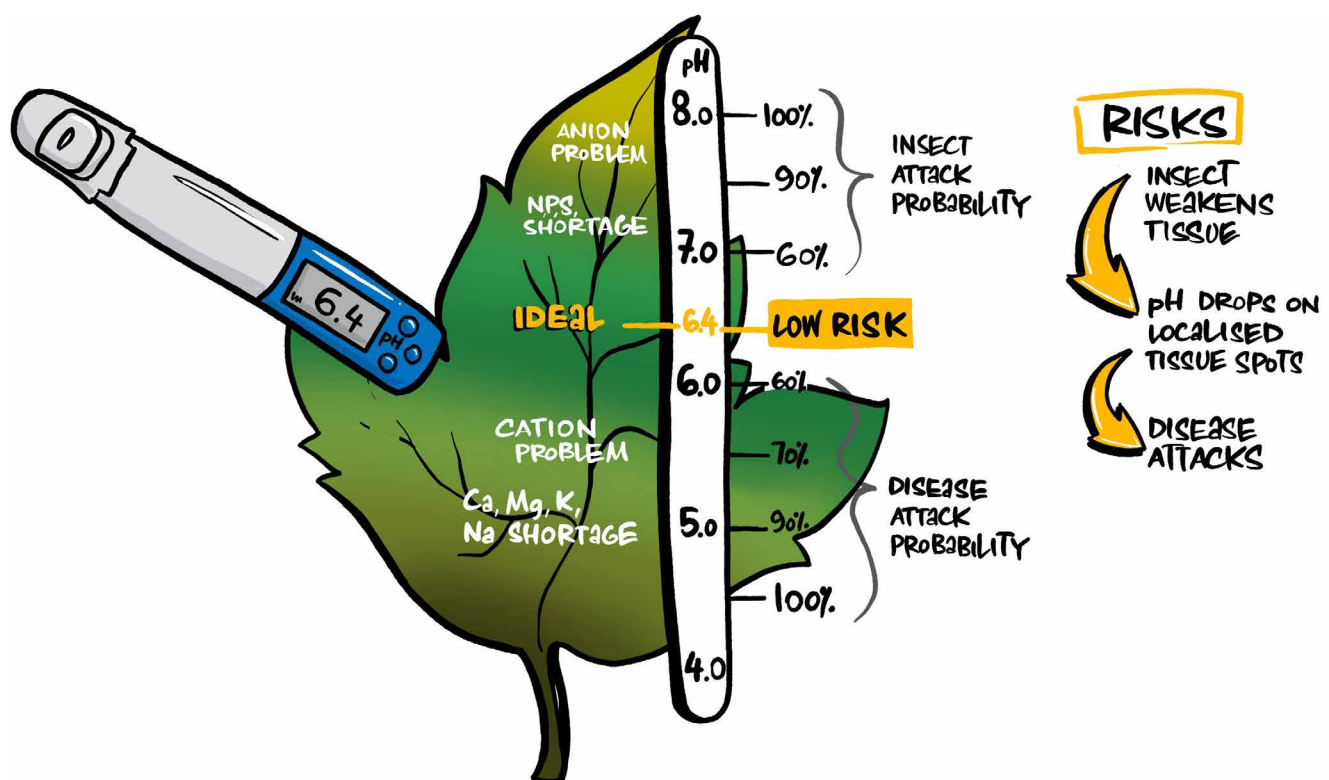 6.4
pH
ANION
PROBLEM
NPS,
SHORTAGE
IDEAL
CATION
PROBLEM
Ca, Mg, K,
Na SHORTAGE
pH
8.0
7.0
6.4
6.0
5.0
4.0
100%
90%
60%
LOW RISK
60%
70%
90%
100%
INSECT
ATTACK
PROBABILITY
DISEASE
ATTACK
PROBABILITY
RISKS
INSECT
WEAKENS
TISSUE
pH DROPS ON
LOCALISED
TISSUE SPOTS
DISEASE
ATTACKS